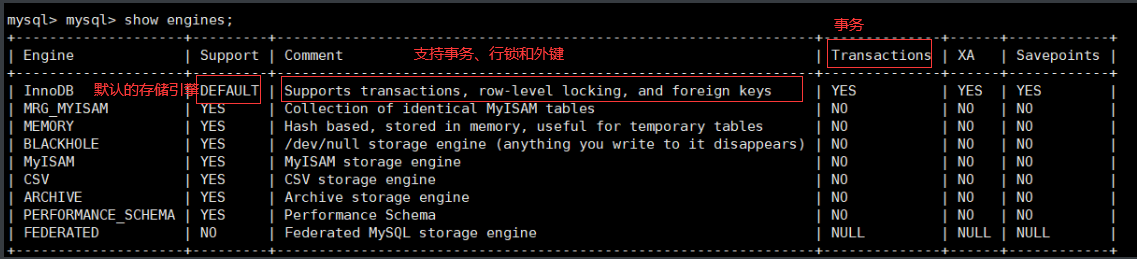 mysql> mysql> show engines;
事务
+--------------------+---------+----------------------------------------------------------------+--------------+------+------------+
| Engine             | Support | Comment 支持事务、行锁和外键 | Transactions | XA   | Savepoints |
+--------------------+---------+----------------------------------------------------------------+--------------+------+------------+
| InnoDB 默认的存储引擎 | DEFAULT | Supports transactions, row-level locking, and foreign keys     | YES          | YES  | YES        |
| MRG_MYISAM         | YES     | Collection of identical MyISAM tables                          | NO           | NO   | NO         |
| MEMORY             | YES     | Hash based, stored in memory, useful for temporary tables      | NO           | NO   | NO         |
| BLACKHOLE          | YES     | /dev/null storage engine (anything you write to it disappears) | NO           | NO   | NO         |
| MyISAM             | YES     | MyISAM storage engine                                          | NO           | NO   | NO         |
| CSV                | YES     | CSV storage engine                                             | NO           | NO   | NO         |
| ARCHIVE            | YES     | Archive storage engine                                         | NO           | NO   | NO         |
| PERFORMANCE_SCHEMA | YES     | Performance Schema                                             | NO           | NO   | NO         |
| FEDERATED          | NO      | Federated MySQL storage engine                                 | NULL         | NULL | NULL       |
+--------------------+---------+----------------------------------------------------------------+--------------+------+------------+